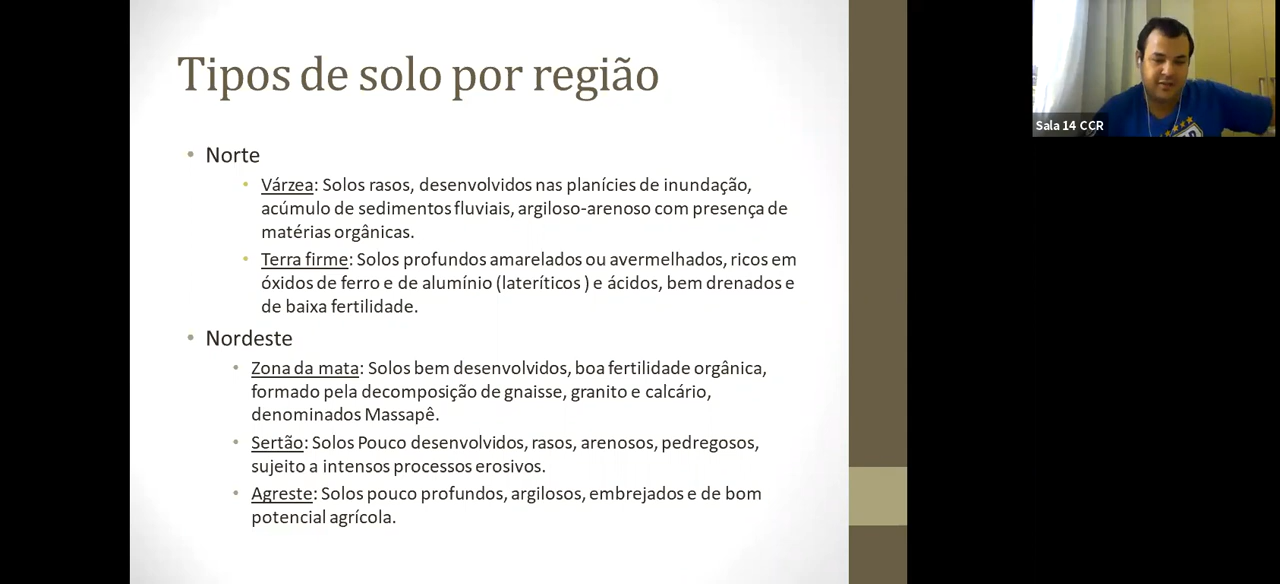 Tipos de solo por região
• Norte
• Várzea: Solos rasos, desenvolvidos nas planícies de inundação,
acúmulo de sedimentos fluviais, argiloso-arenoso com presença de
matérias orgânicas.
• Terra firme: Solos profundos amarelados ou avermelhados, ricos em
óxidos de ferro e de alumínio (lateríticos ) e ácidos, bem drenados e
de baixa fertilidade.
• Nordeste
• Zona da mata: Solos bem desenvolvidos, boa fertilidade orgânica,
formado pela decomposição de gnaisse, granito e calcário,
denominados Massapê.
• Sertão: Solos Pouco desenvolvidos, rasos, arenosos, pedregosos,
sujeito a intensos processos erosivos.
• Agreste: Solos pouco profundos, argilosos, embrejados e de bom
potencial agrícola.
Sala 14 CCR